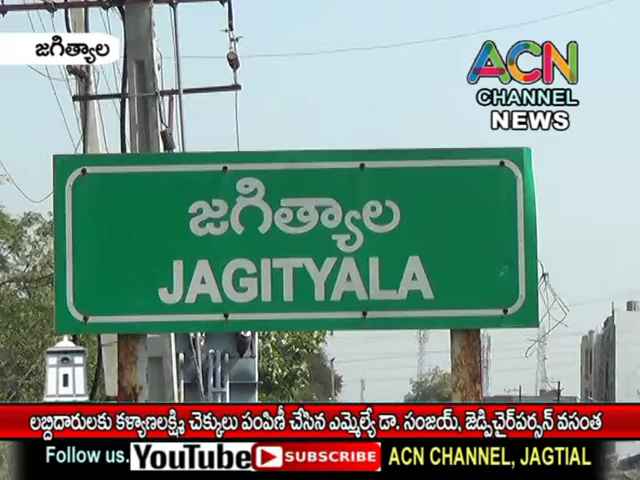 జగిత్యాల
ACN
CHANNEL
NEWS
జగిత్యాల
JAGITYALA
లబ్దిదారులకు కళ్యాణలక్ష్మి చెక్కులు పంపిణీ చేసిన ఎమ్మెల్యే డా. సంజయ్, జెడ్పిచైర్‌పర్సన్ వసంత
Follow us. YouTube SUBSCRIBE ACN CHANNEL, JAGTIAL